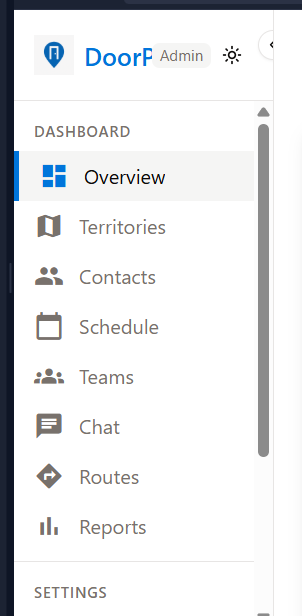 DoorP Admin
DASHBOARD
Overview
Territories
Contacts
Schedule
Teams
Chat
Routes
Reports
SETTINGS